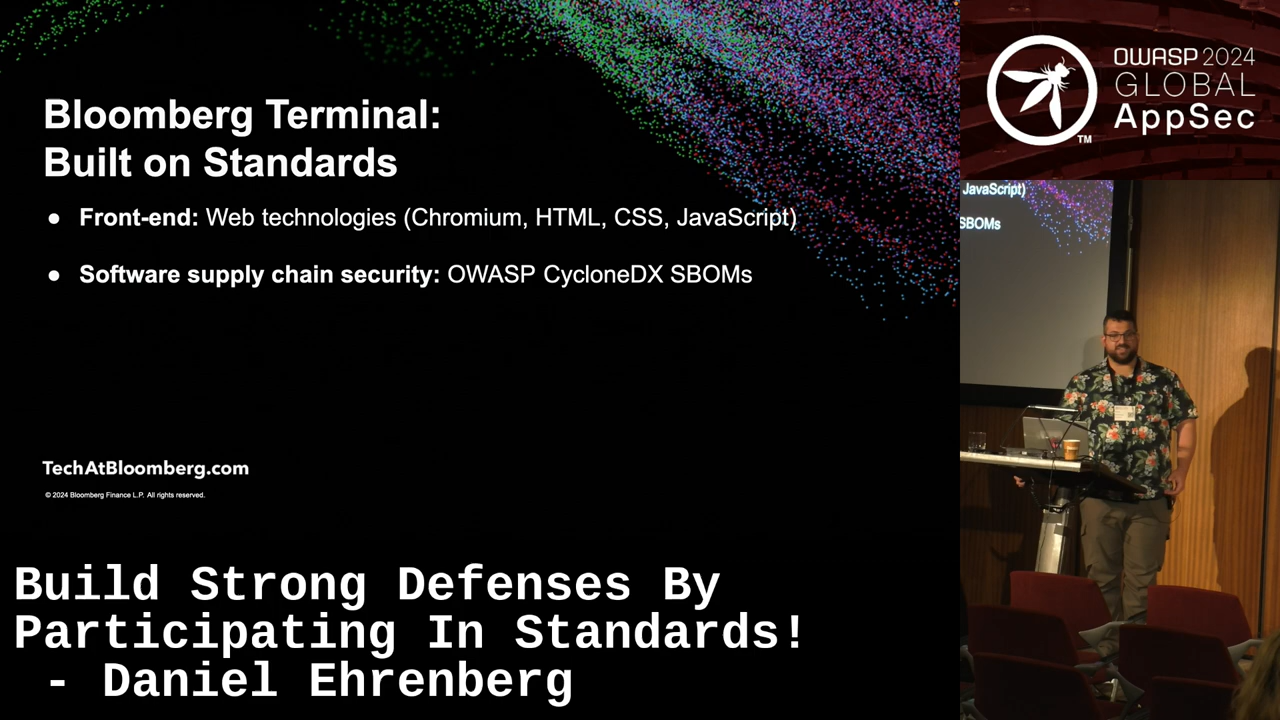 Bloomberg Terminal:
Built on Standards
● Front-end: Web technologies (Chromium, HTML, CSS, JavaScript)
● Software supply chain security: OWASP CycloneDX SBOMs
TechAtBloomberg.com
© 2024 Bloomberg Finance L.P. All rights reserved.
Build Strong Defenses By
Participating In Standards!
- Daniel Ehrenberg
OWASP 2024
GLOBAL
AppSec
TM
JavaScript)
SBOMs